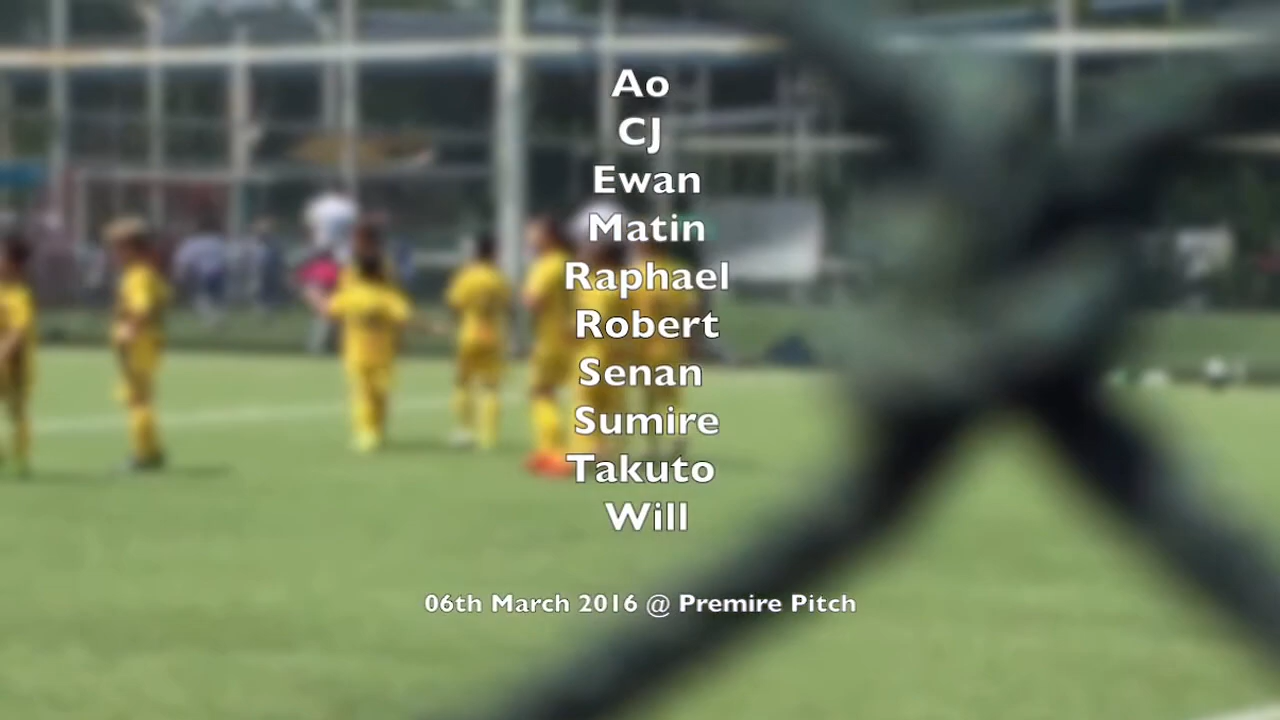 Ao
CJ
Ewan
Matin
Raphael
Robert
Senan
Sumire
Takuto
Will
06th March 2016 @ Premire Pitch